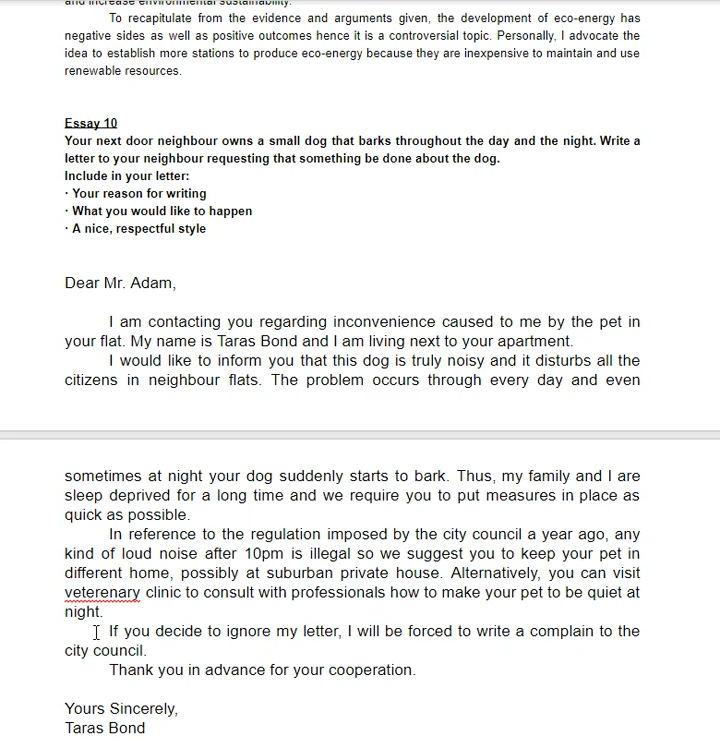 and increase environmental sustainability.
To recapitulate from the evidence and arguments given, the development of eco-energy has
negative sides as well as positive outcomes hence it is a controversial topic. Personally, I advocate the
idea to establish more stations to produce eco-energy because they are inexpensive to maintain and use
renewable resources.
Essay 10
Your next door neighbour owns a small dog that barks throughout the day and the night. Write a
letter to your neighbour requesting that something be done about the dog.
Include in your letter:
· Your reason for writing
· What you would like to happen
· A nice, respectful style
Dear Mr. Adam,
I am contacting you regarding inconvenience caused to me by the pet in
your flat. My name is Taras Bond and I am living next to your apartment.
I would like to inform you that this dog is truly noisy and it disturbs all the
citizens in neighbour flats. The problem occurs through every day and even
sometimes at night your dog suddenly starts to bark. Thus, my family and I are
sleep deprived for a long time and we require you to put measures in place as
quick as possible.
In reference to the regulation imposed by the city council a year ago, any
kind of loud noise after 10pm is illegal so we suggest you to keep your pet in
different home, possibly at suburban private house. Alternatively, you can visit
veterenary clinic to consult with professionals how to make your pet to be quiet at
night.
If you decide to ignore my letter, I will be forced to write a complain to the
city council.
Thank you in advance for your cooperation.
Yours Sincerely,
Taras Bond